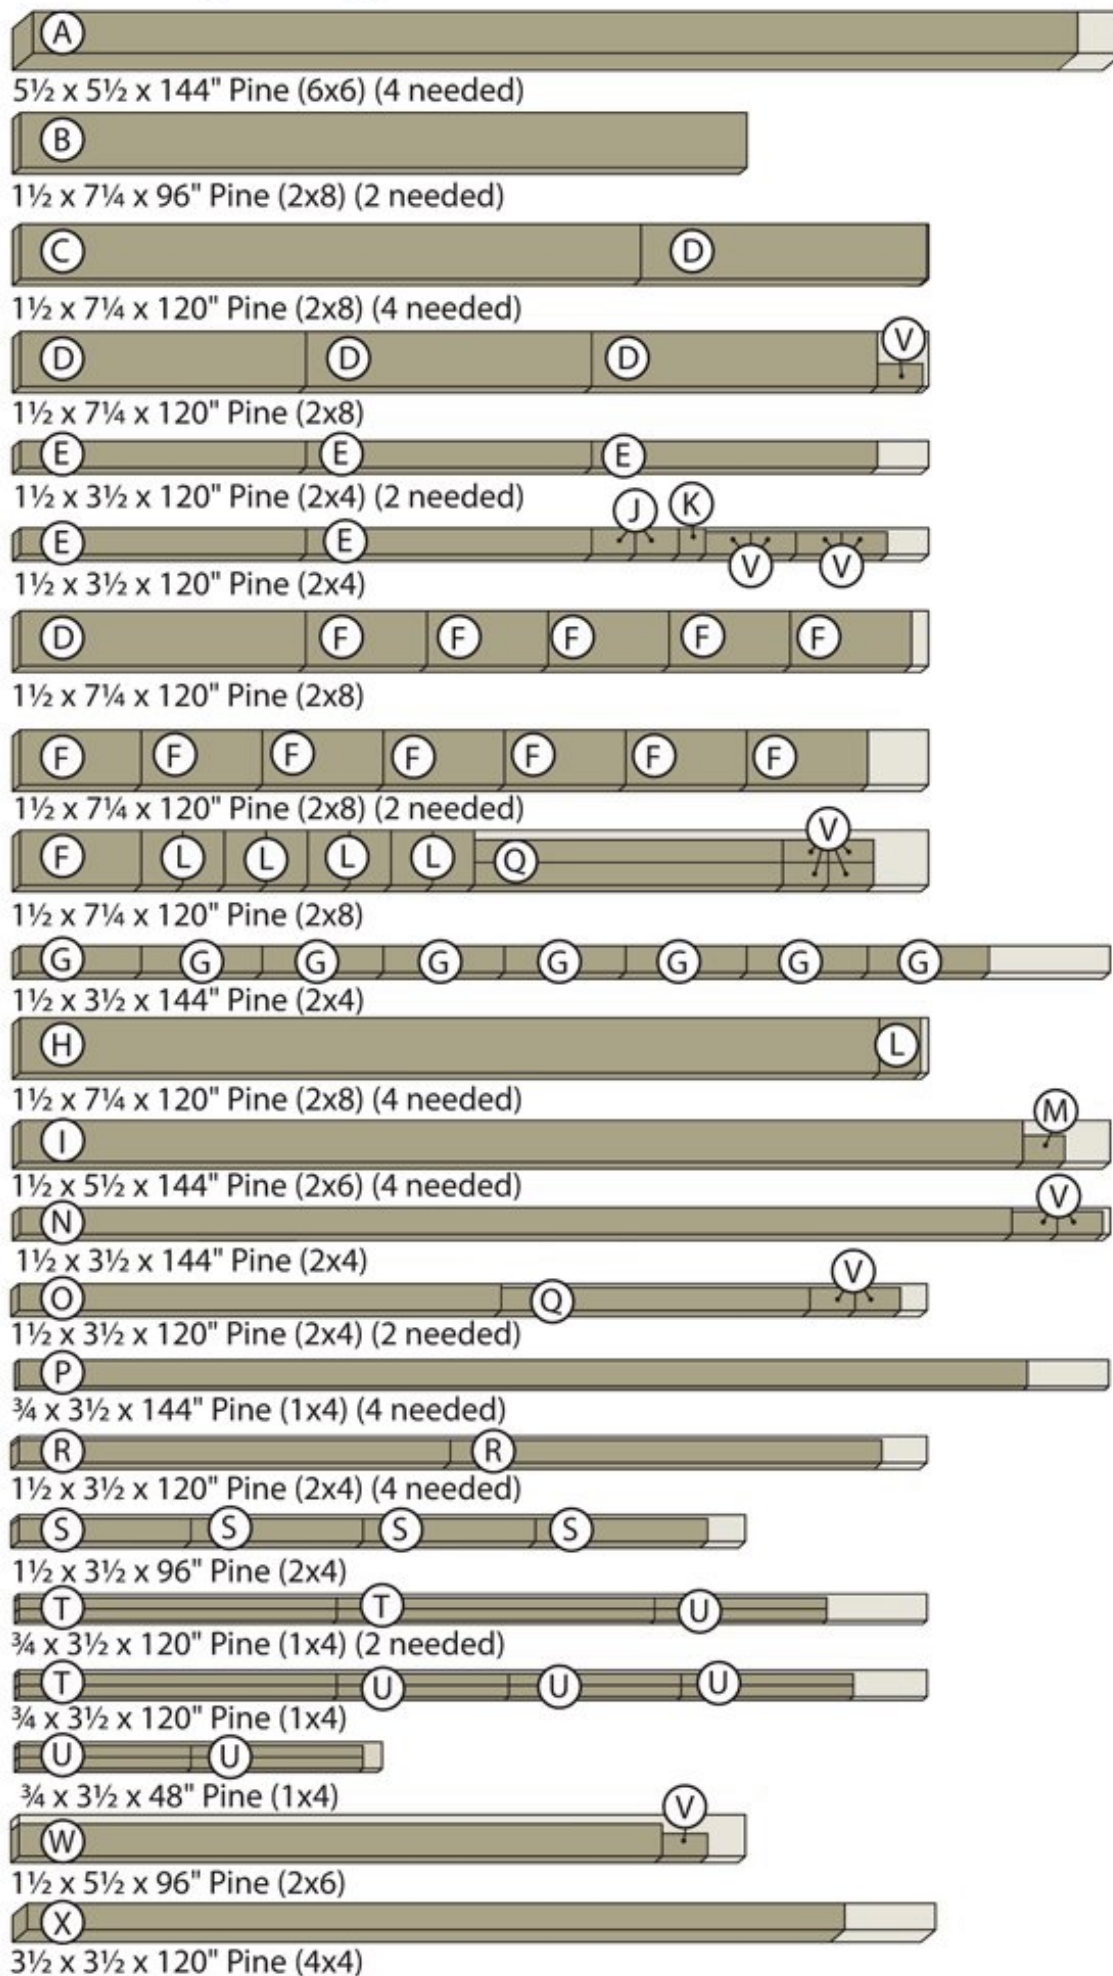 A
5½ x 5½ x 144" Pine (6x6) (4 needed)
B
1½ x 7¼ x 96" Pine (2x8) (2 needed)
C D
1½ x 7¼ x 120" Pine (2x8) (4 needed)
D D D V
1½ x 7¼ x 120" Pine (2x8)
E E E
1½ x 3½ x 120" Pine (2x4) (2 needed)
E E J K V V
1½ x 3½ x 120" Pine (2x4)
D F F F F F
1½ x 7¼ x 120" Pine (2x8)
F F F F F F F
1½ x 7¼ x 120" Pine (2x8) (2 needed)
F L L L L Q V
1½ x 7¼ x 120" Pine (2x8)
G G G G G G G G
1½ x 3½ x 144" Pine (2x4)
H L
1½ x 7¼ x 120" Pine (2x8) (4 needed)
I M
1½ x 5½ x 144" Pine (2x6) (4 needed)
N V
1½ x 3½ x 144" Pine (2x4)
O Q V
1½ x 3½ x 120" Pine (2x4) (2 needed)
P
¾ x 3½ x 144" Pine (1x4) (4 needed)
R R
1½ x 3½ x 120" Pine (2x4) (4 needed)
S S S S
1½ x 3½ x 96" Pine (2x4)
T T U
¾ x 3½ x 120" Pine (1x4) (2 needed)
T U U U
¾ x 3½ x 120" Pine (1x4)
U U
¾ x 3½ x 48" Pine (1x4)
W V
1½ x 5½ x 96" Pine (2x6)
X
3½ x 3½ x 120" Pine (4x4)